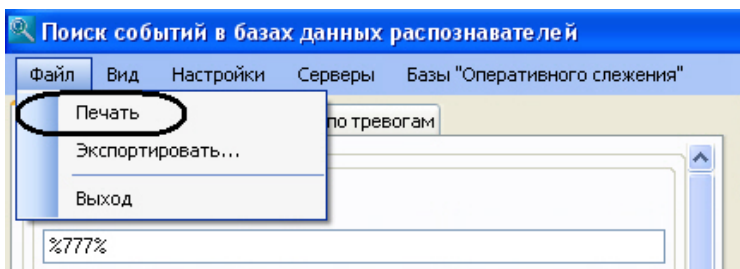 Поиск событий в базах данных распознавателей
Файл Вид Настройки Серверы Базы "Оперативного слежения"
Печать
по тревогам
Экспортировать...
Выход
%777%